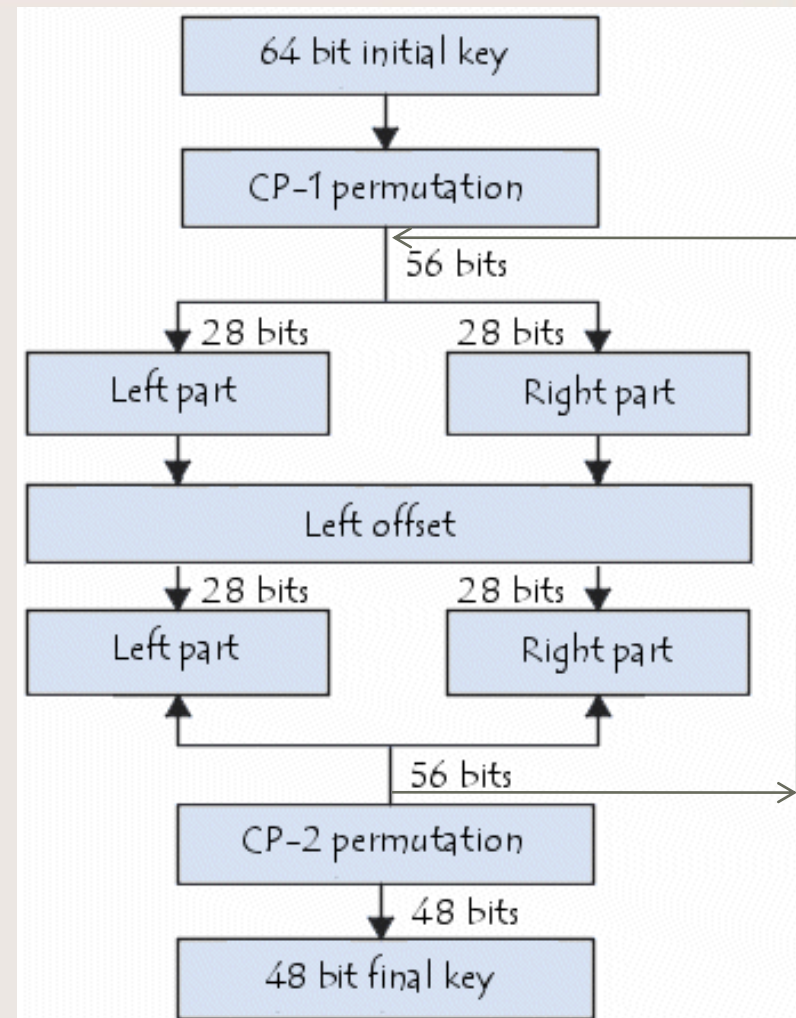 64 bit initial key
CP-1 permutation
56 bits
28 bits
28 bits
Left part
Right part
Left offset
28 bits
28 bits
Left part
Right part
56 bits
CP-2 permutation
48 bits
48 bit final key